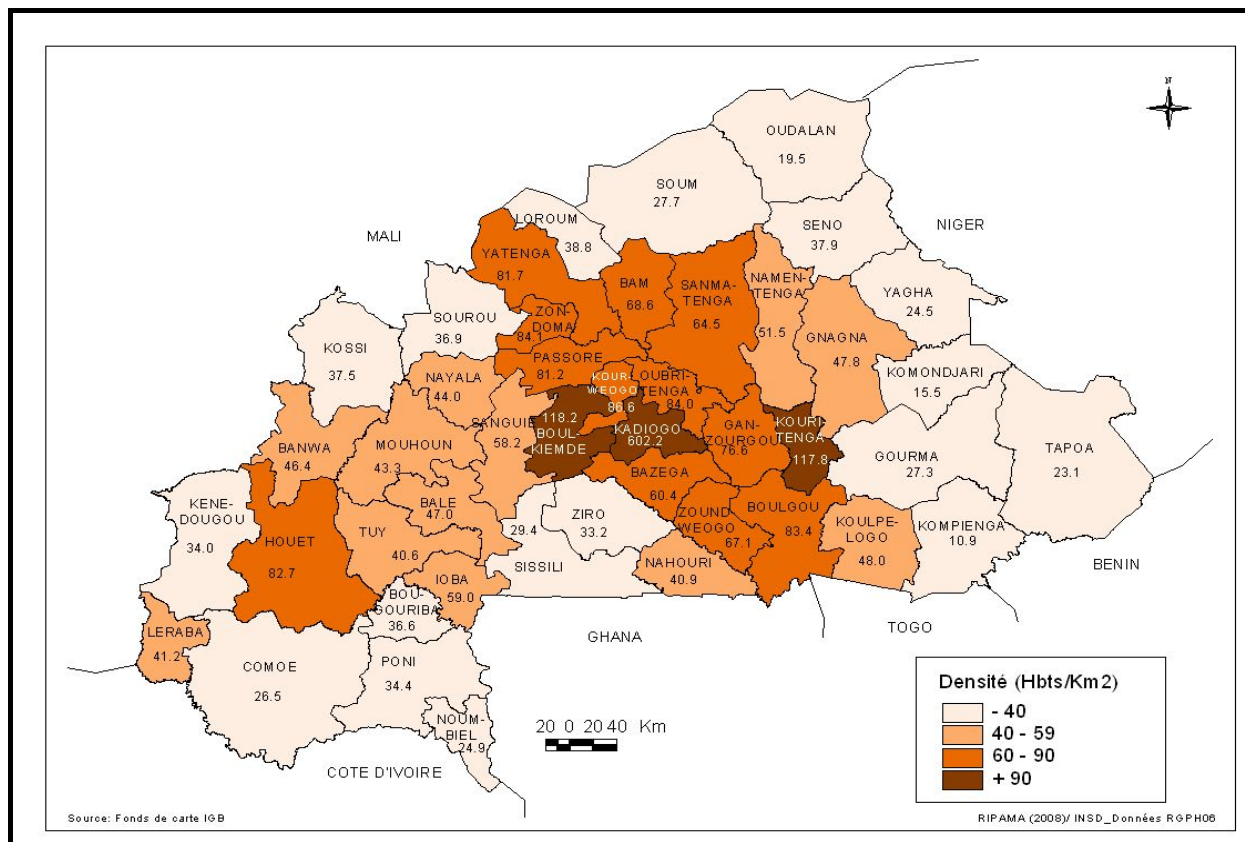 N
OUDALAN
19.5
SOUM
27.7
LOROUM
38.8
SENO
37.9
NIGER
MALI
YATENGA
81.7
BAM
68.6
SANMA-
TENGA
64.5
NAMEN-
TENGA
51.5
YAGHA
24.5
SOUROU
36.9
ZON-
DOMA
84.1
GNAGNA
47.8
KOSSI
37.5
PASSORE
81.2
KOMONDJARI
15.5
NAYALA
44.0
KOUR-
WEOGO
86.6
OUBRI-
TENGA
84.0
SANGUIE
58.2
118.2
BOUL-
KIEMDE
KADIOGO
602.2
GAN-
ZOURGOU
76.6
KOURI-
TENGA
117.8
BANWA
46.4
MOUHOUN
43.3
GOURMA
27.3
TAPOA
23.1
BAZEGA
60.4
KENE-
DOUGOU
34.0
BALE
47.0
ZOUND
WEOGO
67.1
BOULGOU
83.4
KOULPE-
LOGO
48.0
KOMPIENGA
10.9
HOUET
82.7
TUY
40.6
29.4
SISSILI
ZIRO
33.2
NAHOURI
40.9
BENIN
IOBA
59.0
BOU-
GOURIBA
36.6
LERABA
41.2
GHANA
TOGO
COMOE
26.5
PONI
34.4
NOUM-
BIEL
24.9
COTE D'IVOIRE
20 0 20 40 Km
Densité (Hbts/Km2)
- 40
40 - 59
60 - 90
+ 90
Source: Fonds de carte IGB
RIPAMA (2008)/ INSD_Données RGPH06